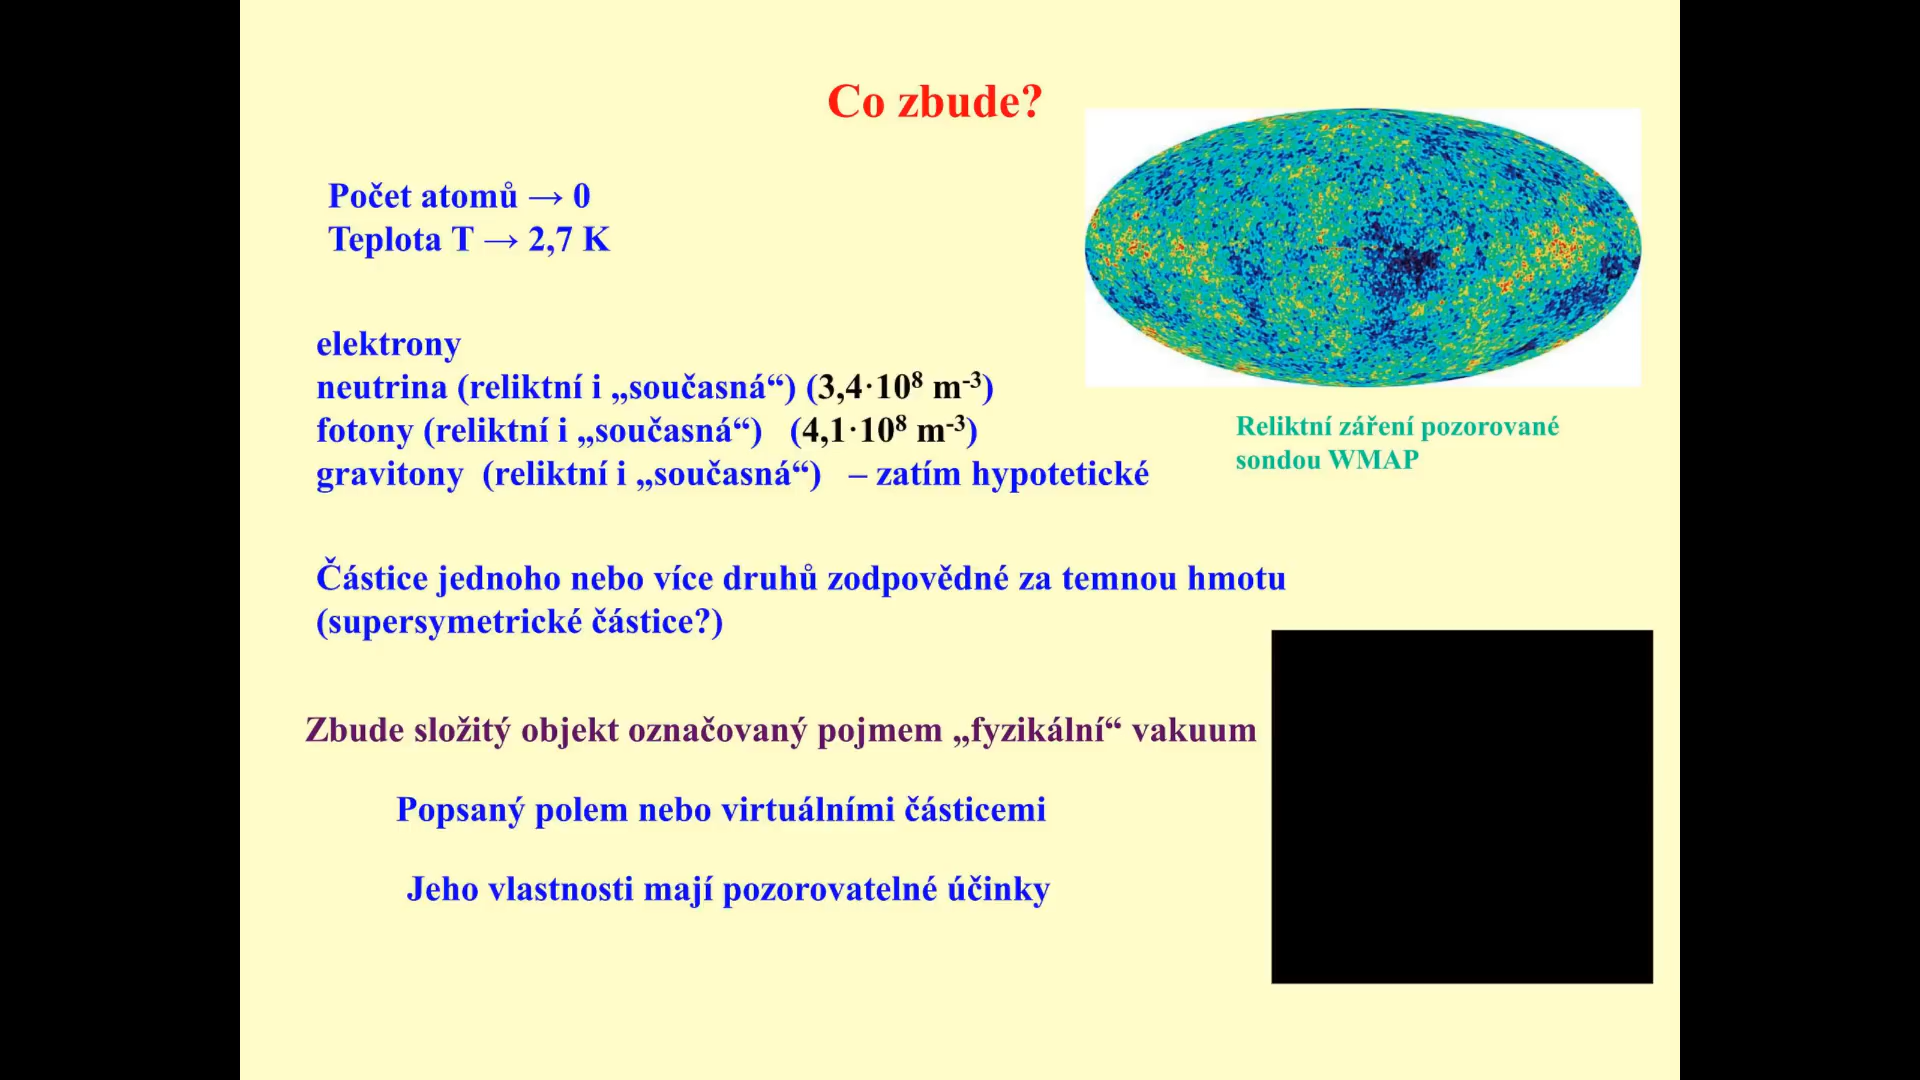 Co zbude?
Počet atomů → 0
Teplota T → 2,7 K
elektrony
neutrina (reliktní i „současná“) (3,4·10⁸ m⁻³)
fotony (reliktní i „současná“) (4,1·10⁸ m⁻³)
gravitony (reliktní i „současná“) – zatím hypotetické
Reliktní záření pozorované
sondou WMAP
Částice jednoho nebo více druhů zodpovědné za temnou hmotu
(supersymetrické částice?)
Zbude složitý objekt označovaný pojmem „fyzikální“ vakuum
Popsaný polem nebo virtuálními částicemi
Jeho vlastnosti mají pozorovatelné účinky